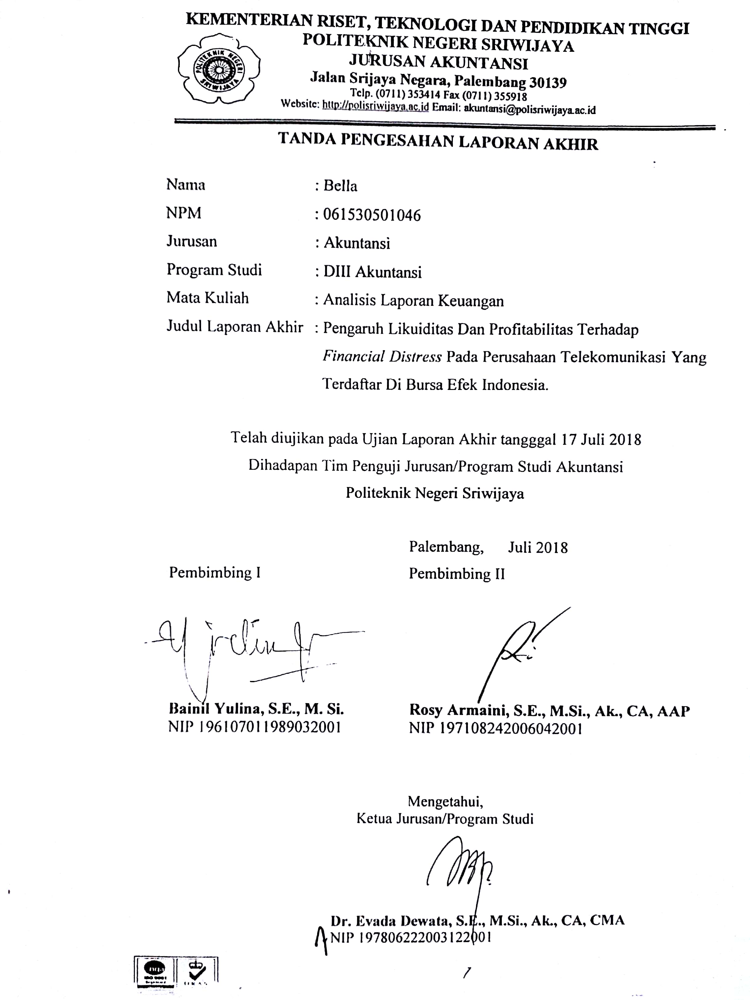 KEMENTERIAN RISET, TEKNOLOGI DAN PENDIDIKAN TINGGI
POLITEKNIK NEGERI SRIWIJAYA
JURUSAN AKUNTANSI
Jalan Srijaya Negara, Palembang 30139
Telp. (0711) 353414 Fax (0711) 355918
Website: http://polisriwijaya.ac.id Email: akuntansi@polisriwijaya.ac.id
POLITEKNIK NEGERI
SRIWIJAYA
TANDA PENGESAHAN LAPORAN AKHIR
Nama : Bella
NPM : 061530501046
Jurusan : Akuntansi
Program Studi : DIII Akuntansi
Mata Kuliah : Analisis Laporan Keuangan
Judul Laporan Akhir : Pengaruh Likuiditas Dan Profitabilitas Terhadap
Financial Distress Pada Perusahaan Telekomunikasi Yang
Terdaftar Di Bursa Efek Indonesia.
Telah diujikan pada Ujian Laporan Akhir tangggal 17 Juli 2018
Dihadapan Tim Penguji Jurusan/Program Studi Akuntansi
Politeknik Negeri Sriwijaya
Palembang, Juli 2018
Pembimbing I Pembimbing II
Bainil Yulina, S.E., M. Si. Rosy Armaini, S.E., M.Si., Ak., CA, AAP
NIP 196107011989032001 NIP 197108242006042001
Mengetahui,
Ketua Jurusan/Program Studi
Dr. Evada Dewata, S.E., M.Si., Ak., CA, CMA
NIP 197806222003122001
ISO 9001